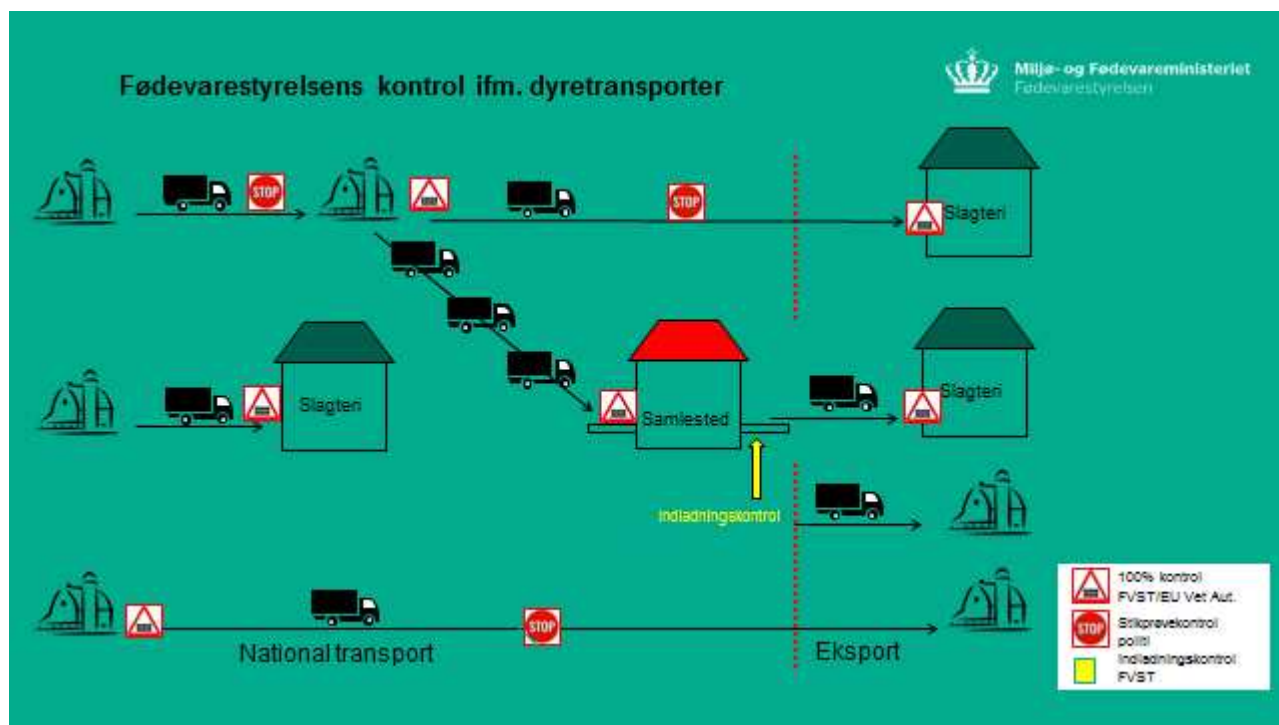 Fødevarestyrelsens kontrol ifm. dyretransporter
Miljø- og Fødevareministeriet
Fødevarestyrelsen
STOP
STOP
Slagteri
Slagteri
Samlested
Slagteri
Indladningskontrol
STOP
National transport
Eksport
100% kontrol
FVST/EU Vet Aut.
STOP
Stikprøvekontrol
politi
Indladningskontrol
FVST